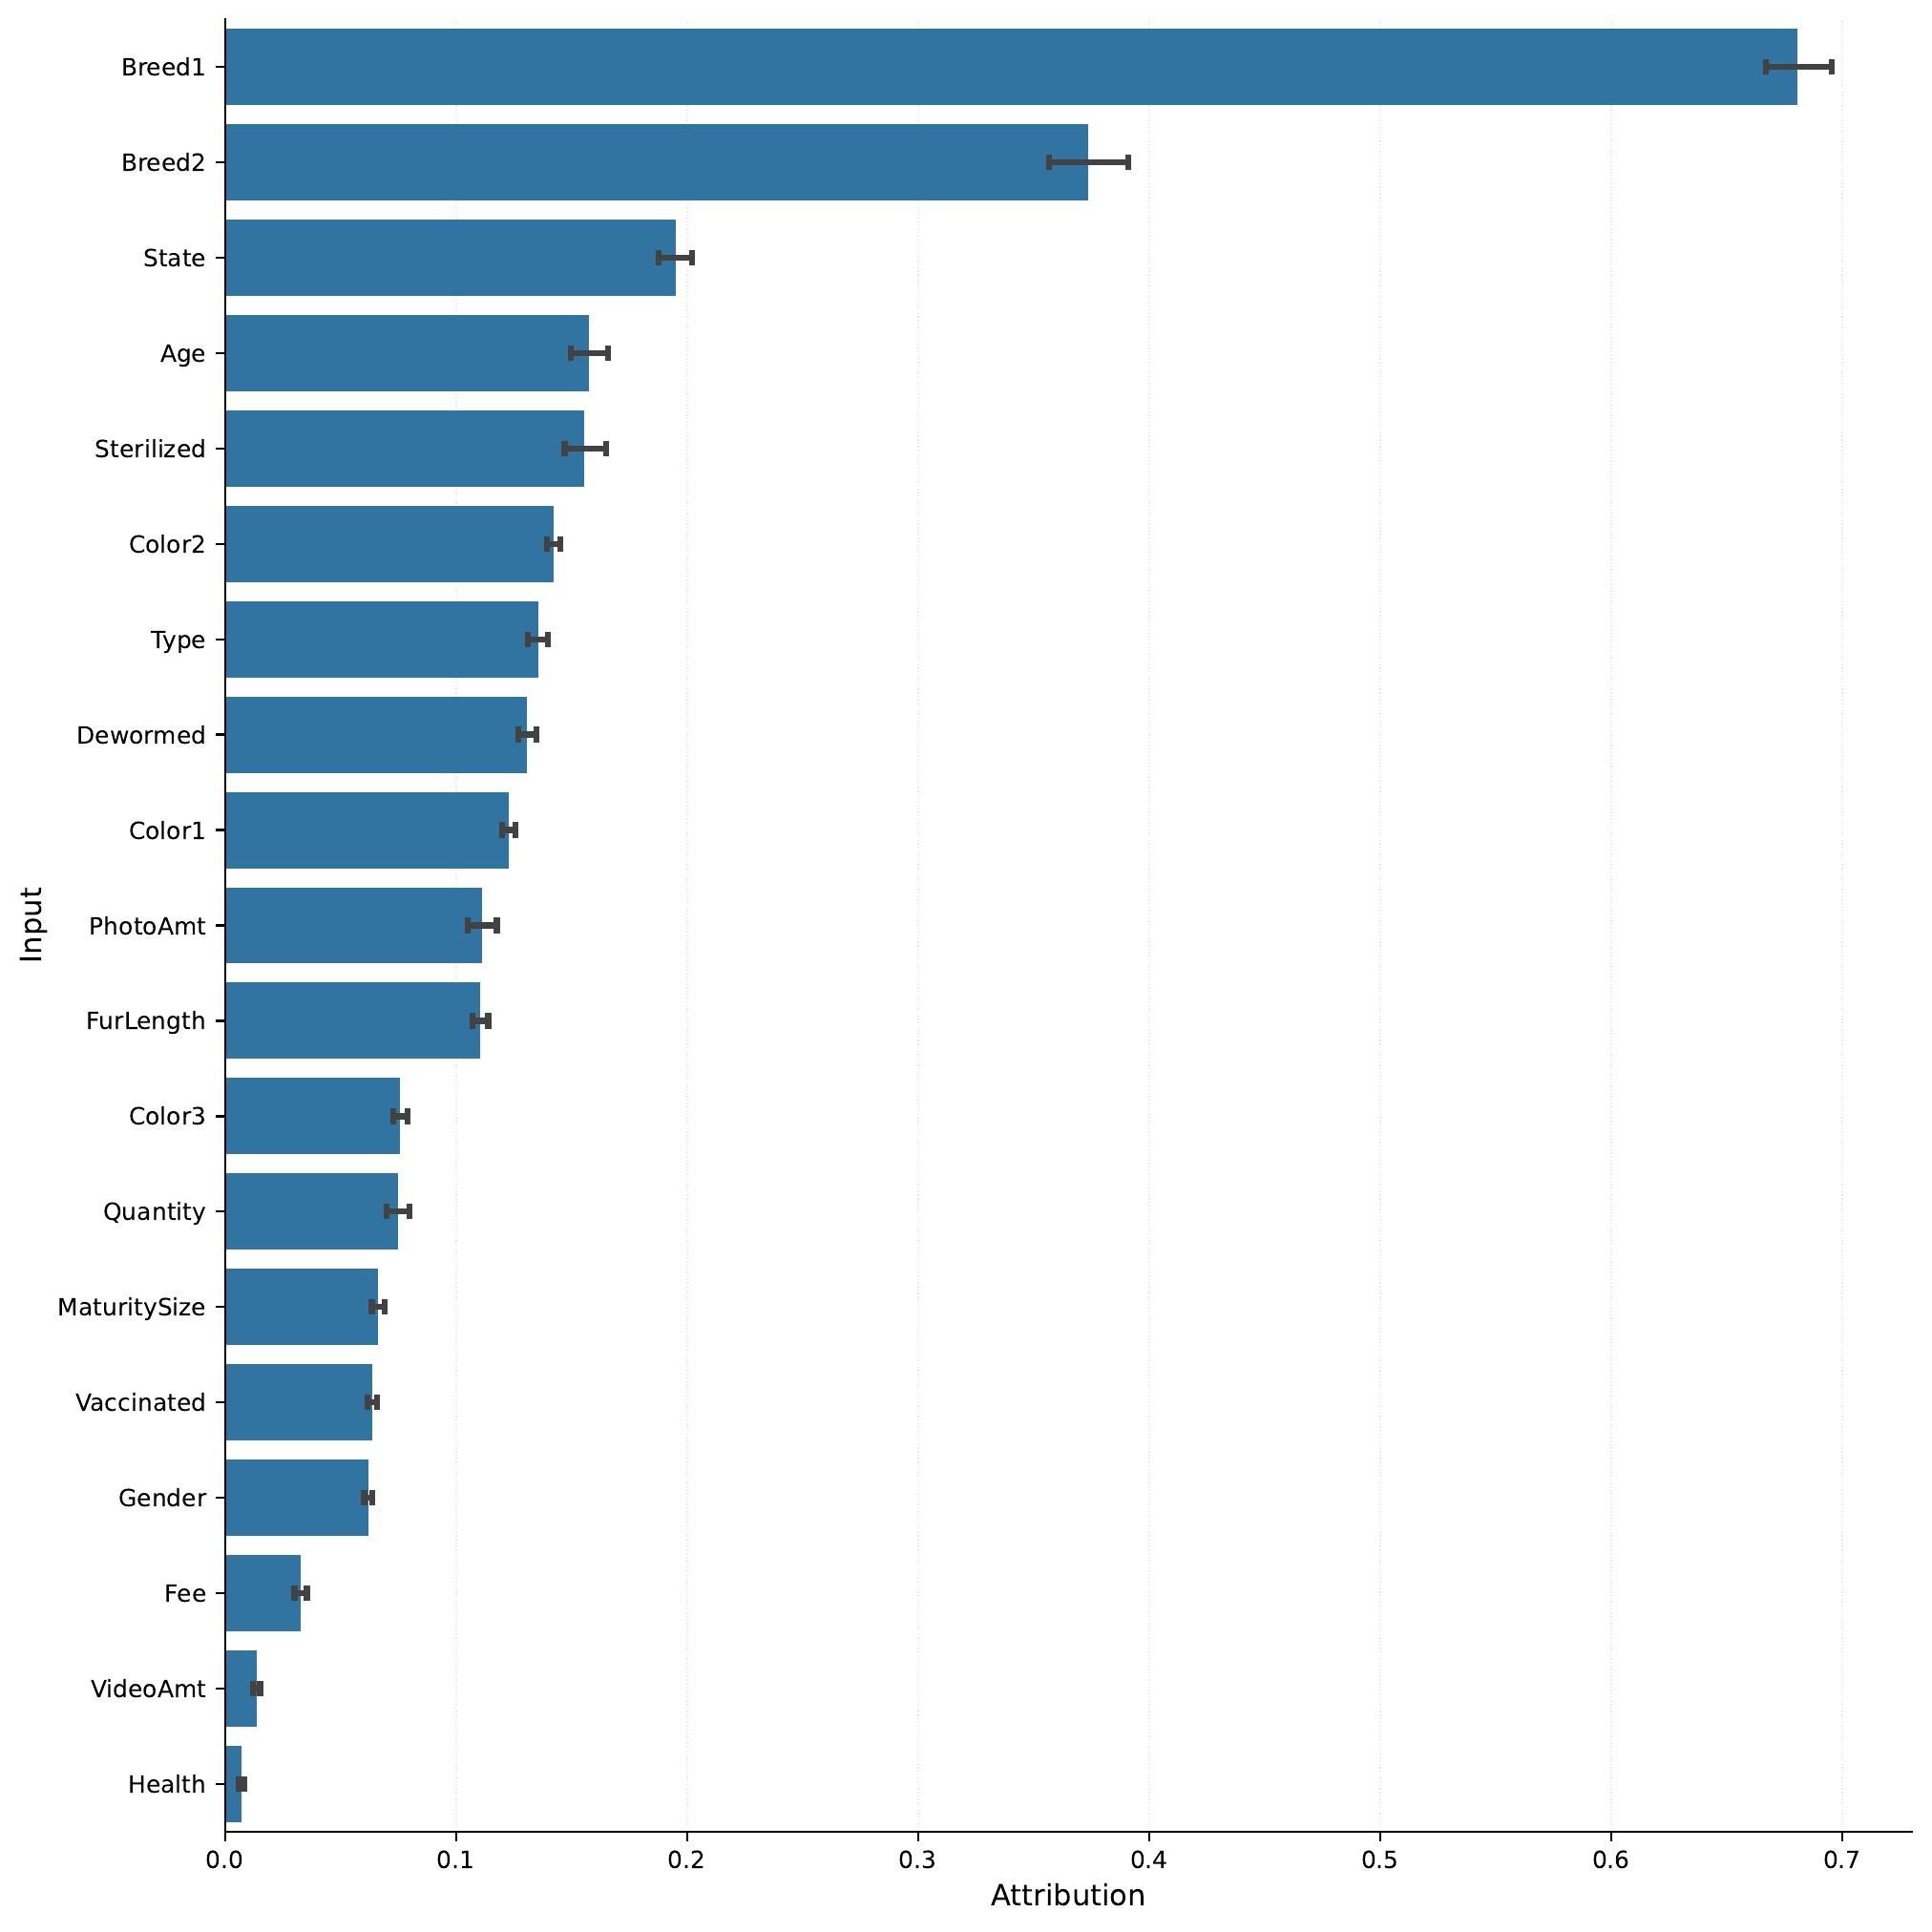 Breed1
Breed2
State
Age
Sterilized
Color2
Type
Dewormed
Color1
PhotoAmt
FurLength
Color3
Quantity
MaturitySize
Vaccinated
Gender
Fee
VideoAmt
Health
Input
0.0 0.1 0.2 0.3 0.4 0.5 0.6 0.7
Attribution